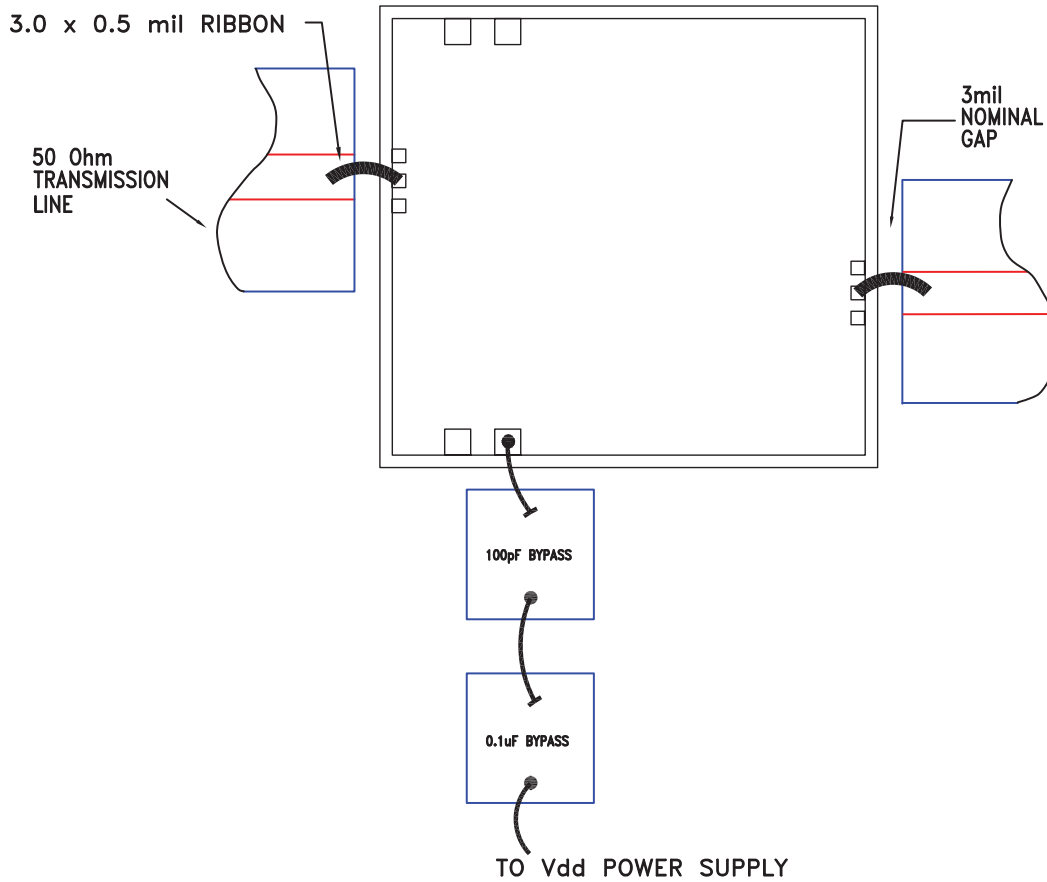 3.0 x 0.5 mil RIBBON
50 Ohm
TRANSMISSION
LINE
3mil
NOMINAL
GAP
100pF BYPASS
0.1uF BYPASS
TO Vdd POWER SUPPLY